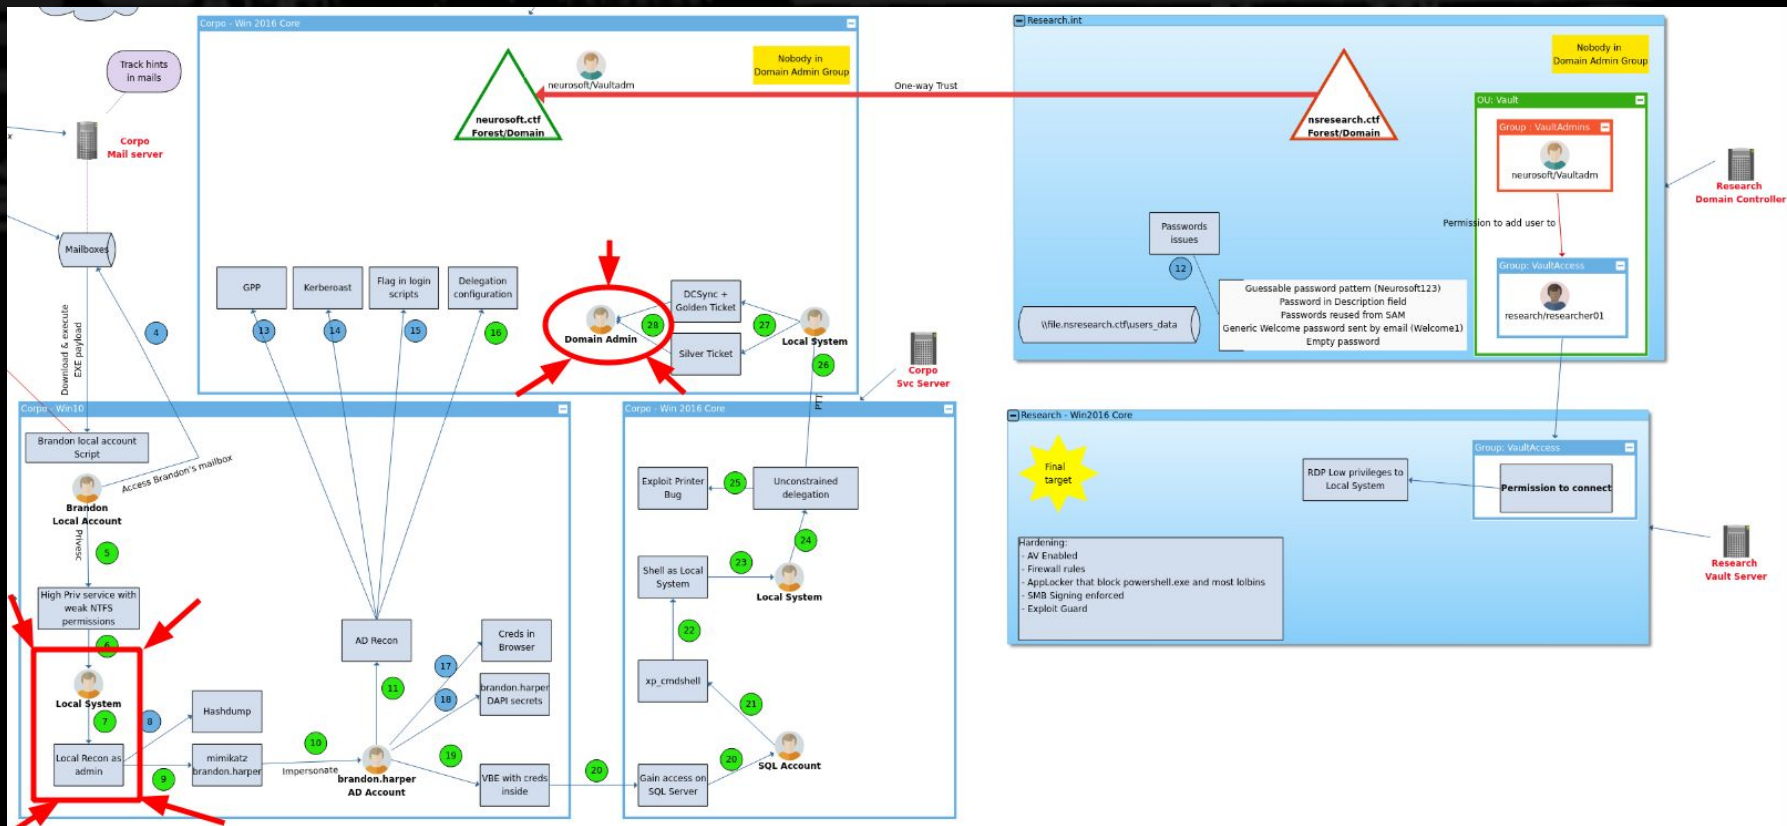 Corpo - Win 2016 Core
Nobody in
Domain Admin Group
neurosoft/Vaultadm
neurosoft.ctf
Forest/Domain
One-way Trust
Track hints
in mails
x
Corpo
Mail server
Mailboxes
Download & execute
EXE payload
4
GPP
Kerberoast
Flag in login
scripts
Delegation
configuration
13
14
15
16
Domain Admin
28
DCSync +
Golden Ticket
Silver Ticket
27
Local System
26
PTT
Corpo
Svc Server
Research.int
Nobody in
Domain Admin Group
nsresearch.ctf
Forest/Domain
OU: Vault
Group : VaultAdmins
neurosoft/Vaultadm
Permission to add user to
Group: VaultAccess
research/researcher01
Research
Domain Controller
Passwords
issues
12
Guessable password pattern (Neurosoft123)
Password in Description field
Passwords reused from SAM
Generic Welcome password sent by email (Welcome1)
Empty password
\\file.nsresearch.ctf\users_data
Corpo - Win10
Brandon local account
Script
Access Brandon's mailbox
Brandon
Local Account
Privesc
5
High Priv service with
weak NTFS
permissions
6
Local System
7
8
Local Recon as
admin
9
Hashdump
mimikatz
brandon.harper
10
Impersonate
brandon.harper
AD Account
11
AD Recon
17
18
19
Creds in
Browser
brandon.harper
DAPI secrets
VBE with creds
inside
20
Corpo - Win 2016 Core
Exploit Printer
Bug
25
Unconstrained
delegation
24
Shell as Local
System
23
Local System
22
xp_cmdshell
21
SQL Account
20
Gain access on
SQL Server
Research - Win2016 Core
Final
target
Hardening:
- AV Enabled
- Firewall rules
- AppLocker that block powershell.exe and most lolbins
- SMB Signing enforced
- Exploit Guard
RDP Low privileges to
Local System
Group: VaultAccess
Permission to connect
Research
Vault Server